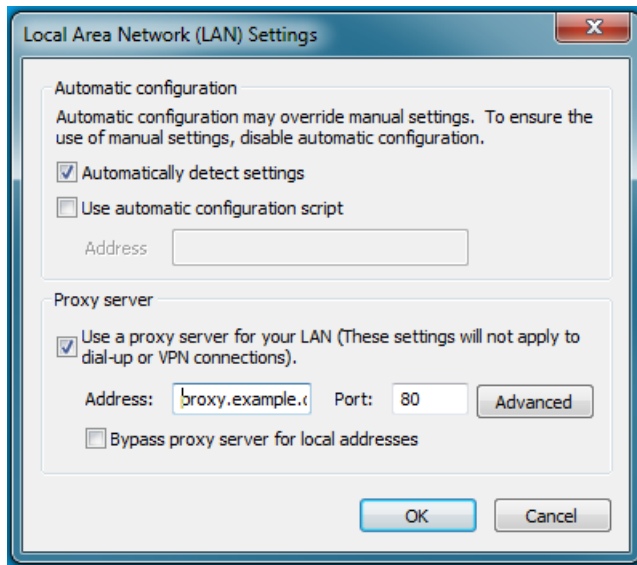 Local Area Network (LAN) Settings
Automatic configuration
Automatic configuration may override manual settings. To ensure the
use of manual settings, disable automatic configuration.
Automatically detect settings
Use automatic configuration script
Address
Proxy server
Use a proxy server for your LAN (These settings will not apply to
dial-up or VPN connections).
Address: proxy.example.c Port: 80 Advanced
Bypass proxy server for local addresses
OK Cancel